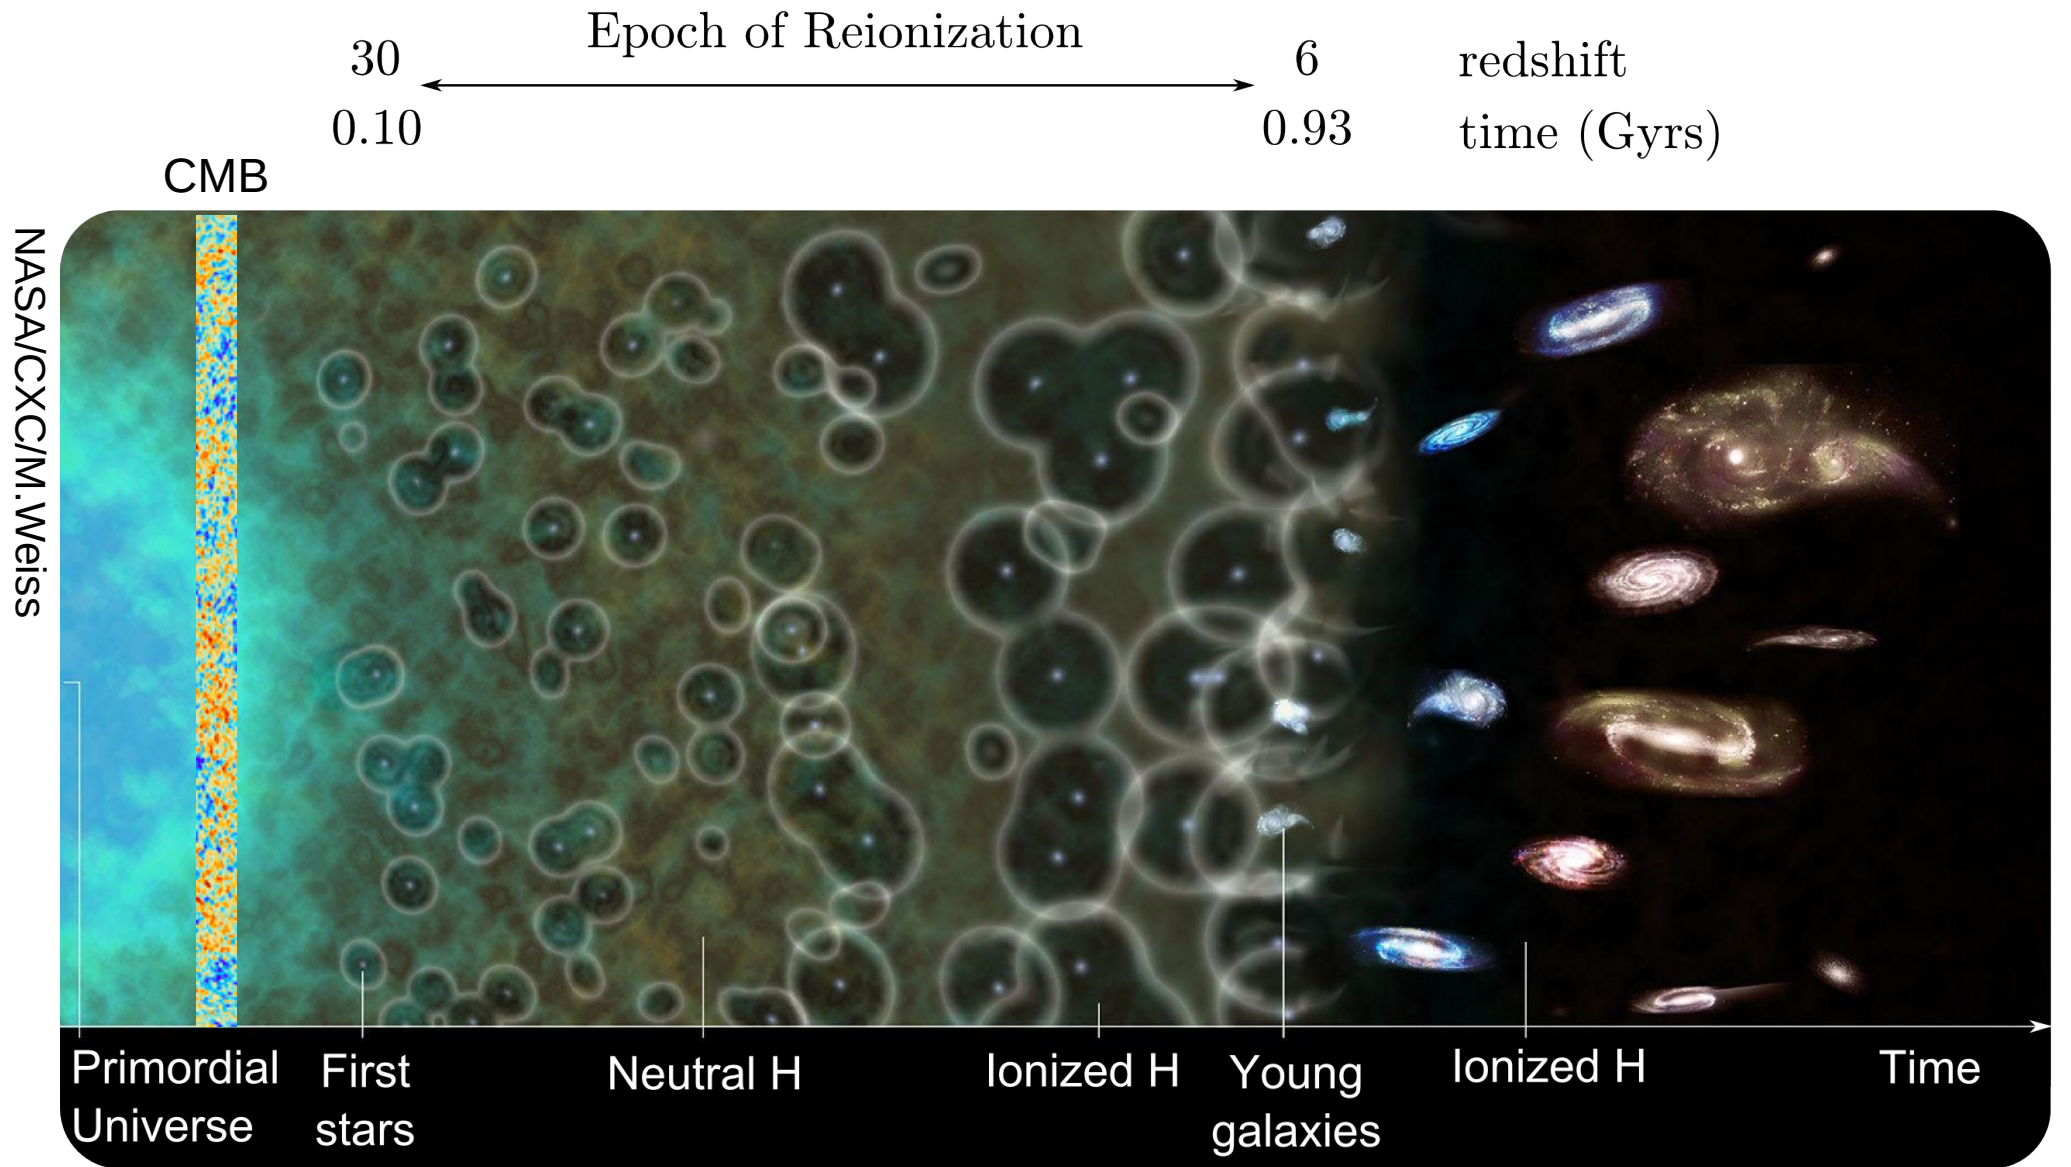 Epoch of Reionization
30
6
redshift
0.10
0.93
time (Gyrs)
CMB
NASA/CXC/M.Weiss
Primordial
Universe
First
stars
Neutral H
Ionized H
Young
galaxies
Ionized H
Time